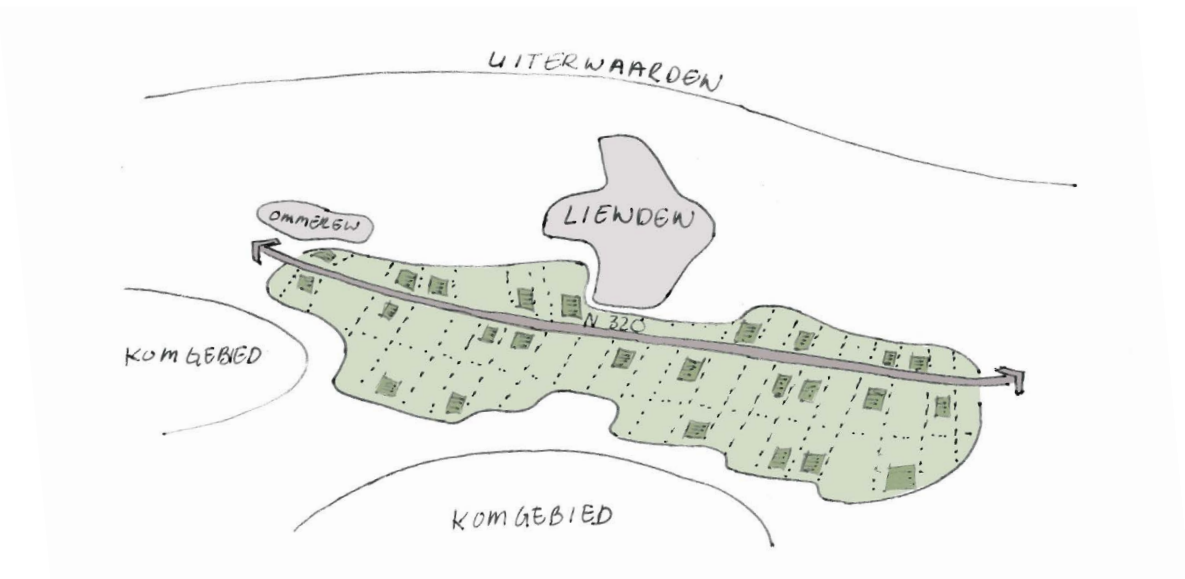 UITERWAARDEN
OMMEREN
LIENDEN
N 320
KOMGEBIED
KOMGEBIED